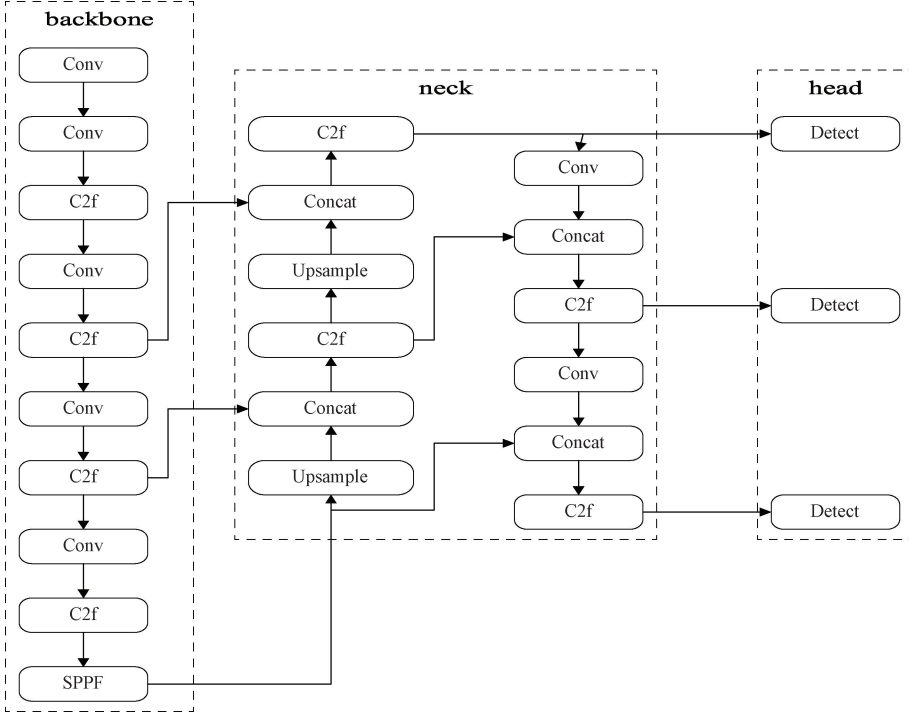 backbone
Conv
Conv
C2f
Conv
C2f
Conv
C2f
Conv
C2f
SPPF
neck
C2f
Concat
Upsample
C2f
Concat
Upsample
Conv
Concat
C2f
Conv
Concat
C2f
head
Detect
Detect
Detect